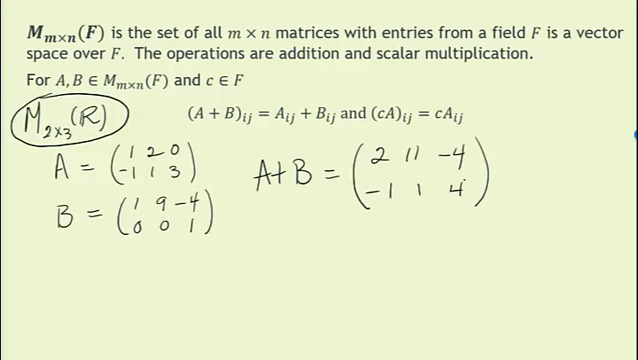 M_{m×n}(F) is the set of all m × n matrices with entries from a field F is a vector
space over F. The operations are addition and scalar multiplication.
For A, B ∈ M_{m×n}(F) and c ∈ F
(A + B)_{ij} = A_{ij} + B_{ij} and (cA)_{ij} = cA_{ij}
M_{2×3}(R)
A = ( 1 2 0
-1 1 3 )
B = ( 1 9 -4
0 0 1 )
A+B = ( 2 11 -4
-1 1 4 )